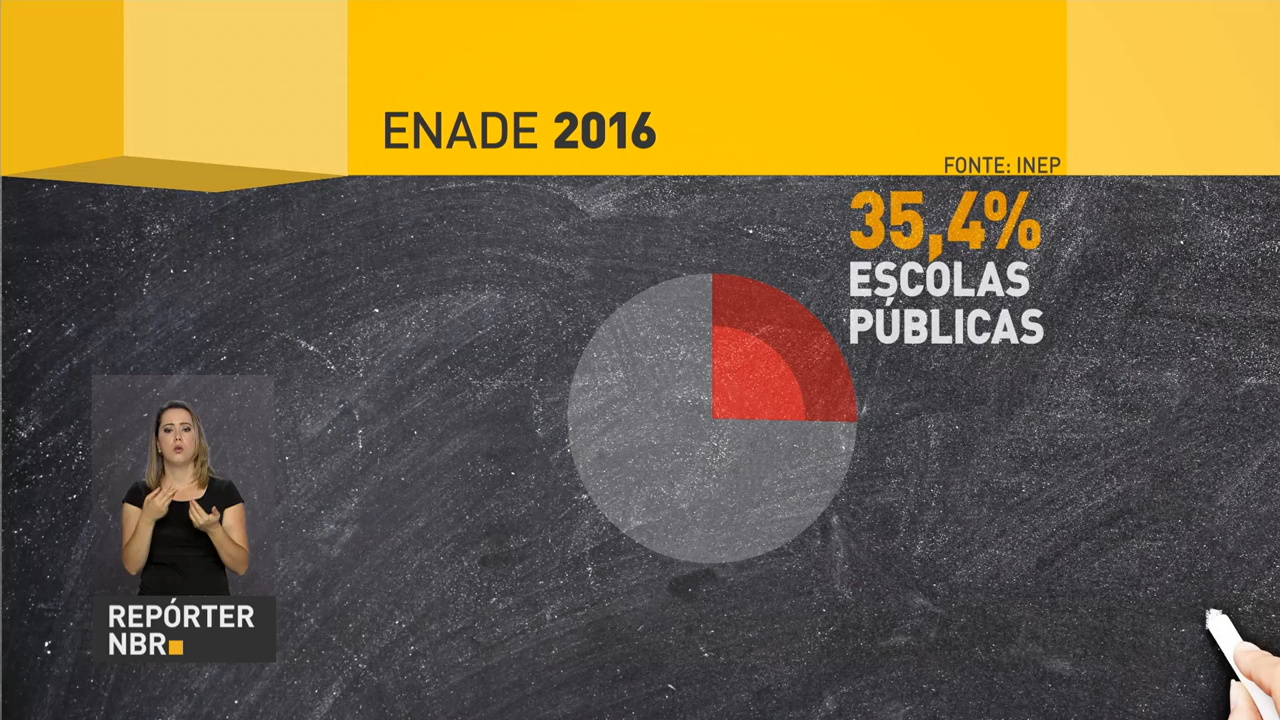 ENADE 2016
FONTE: INEP
35,4%
ESCOLAS
PÚBLICAS
REPÓRTER
NBR